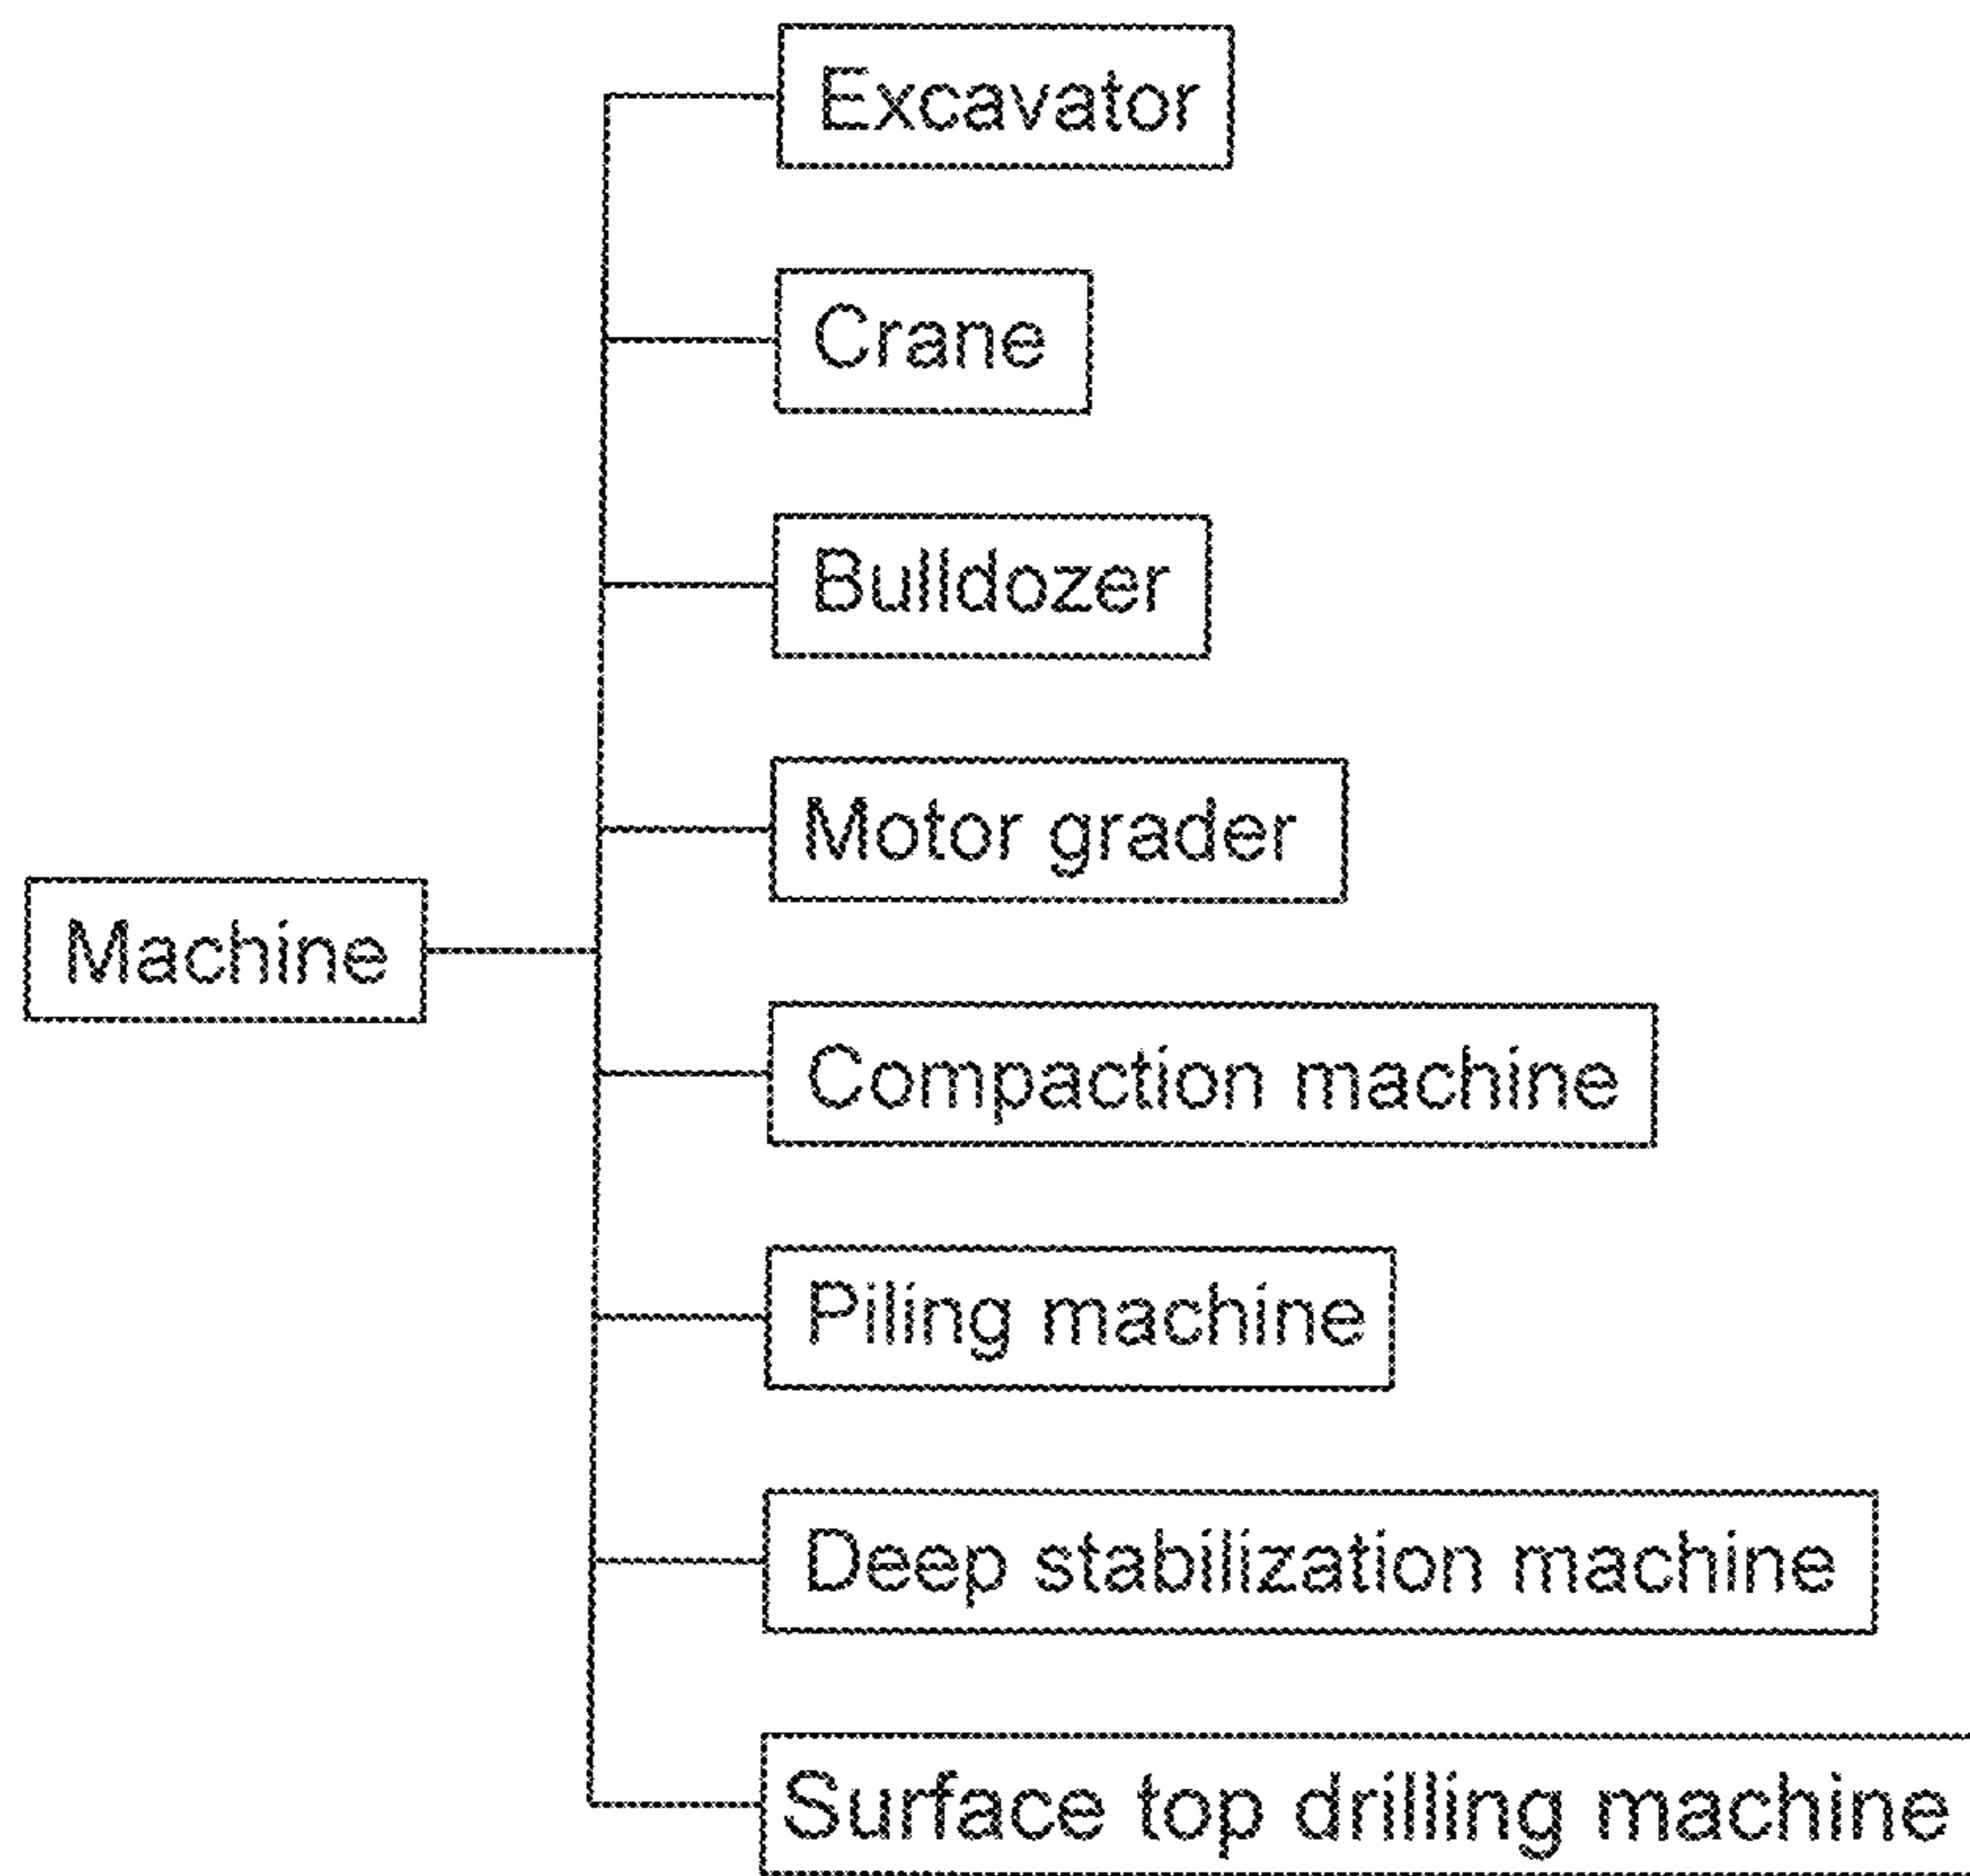 Excavator
Crane
Bulldozer
Motor grader
Machine
Compaction machine
Piling machine
Deep stabilization machine
Surface top drilling machine